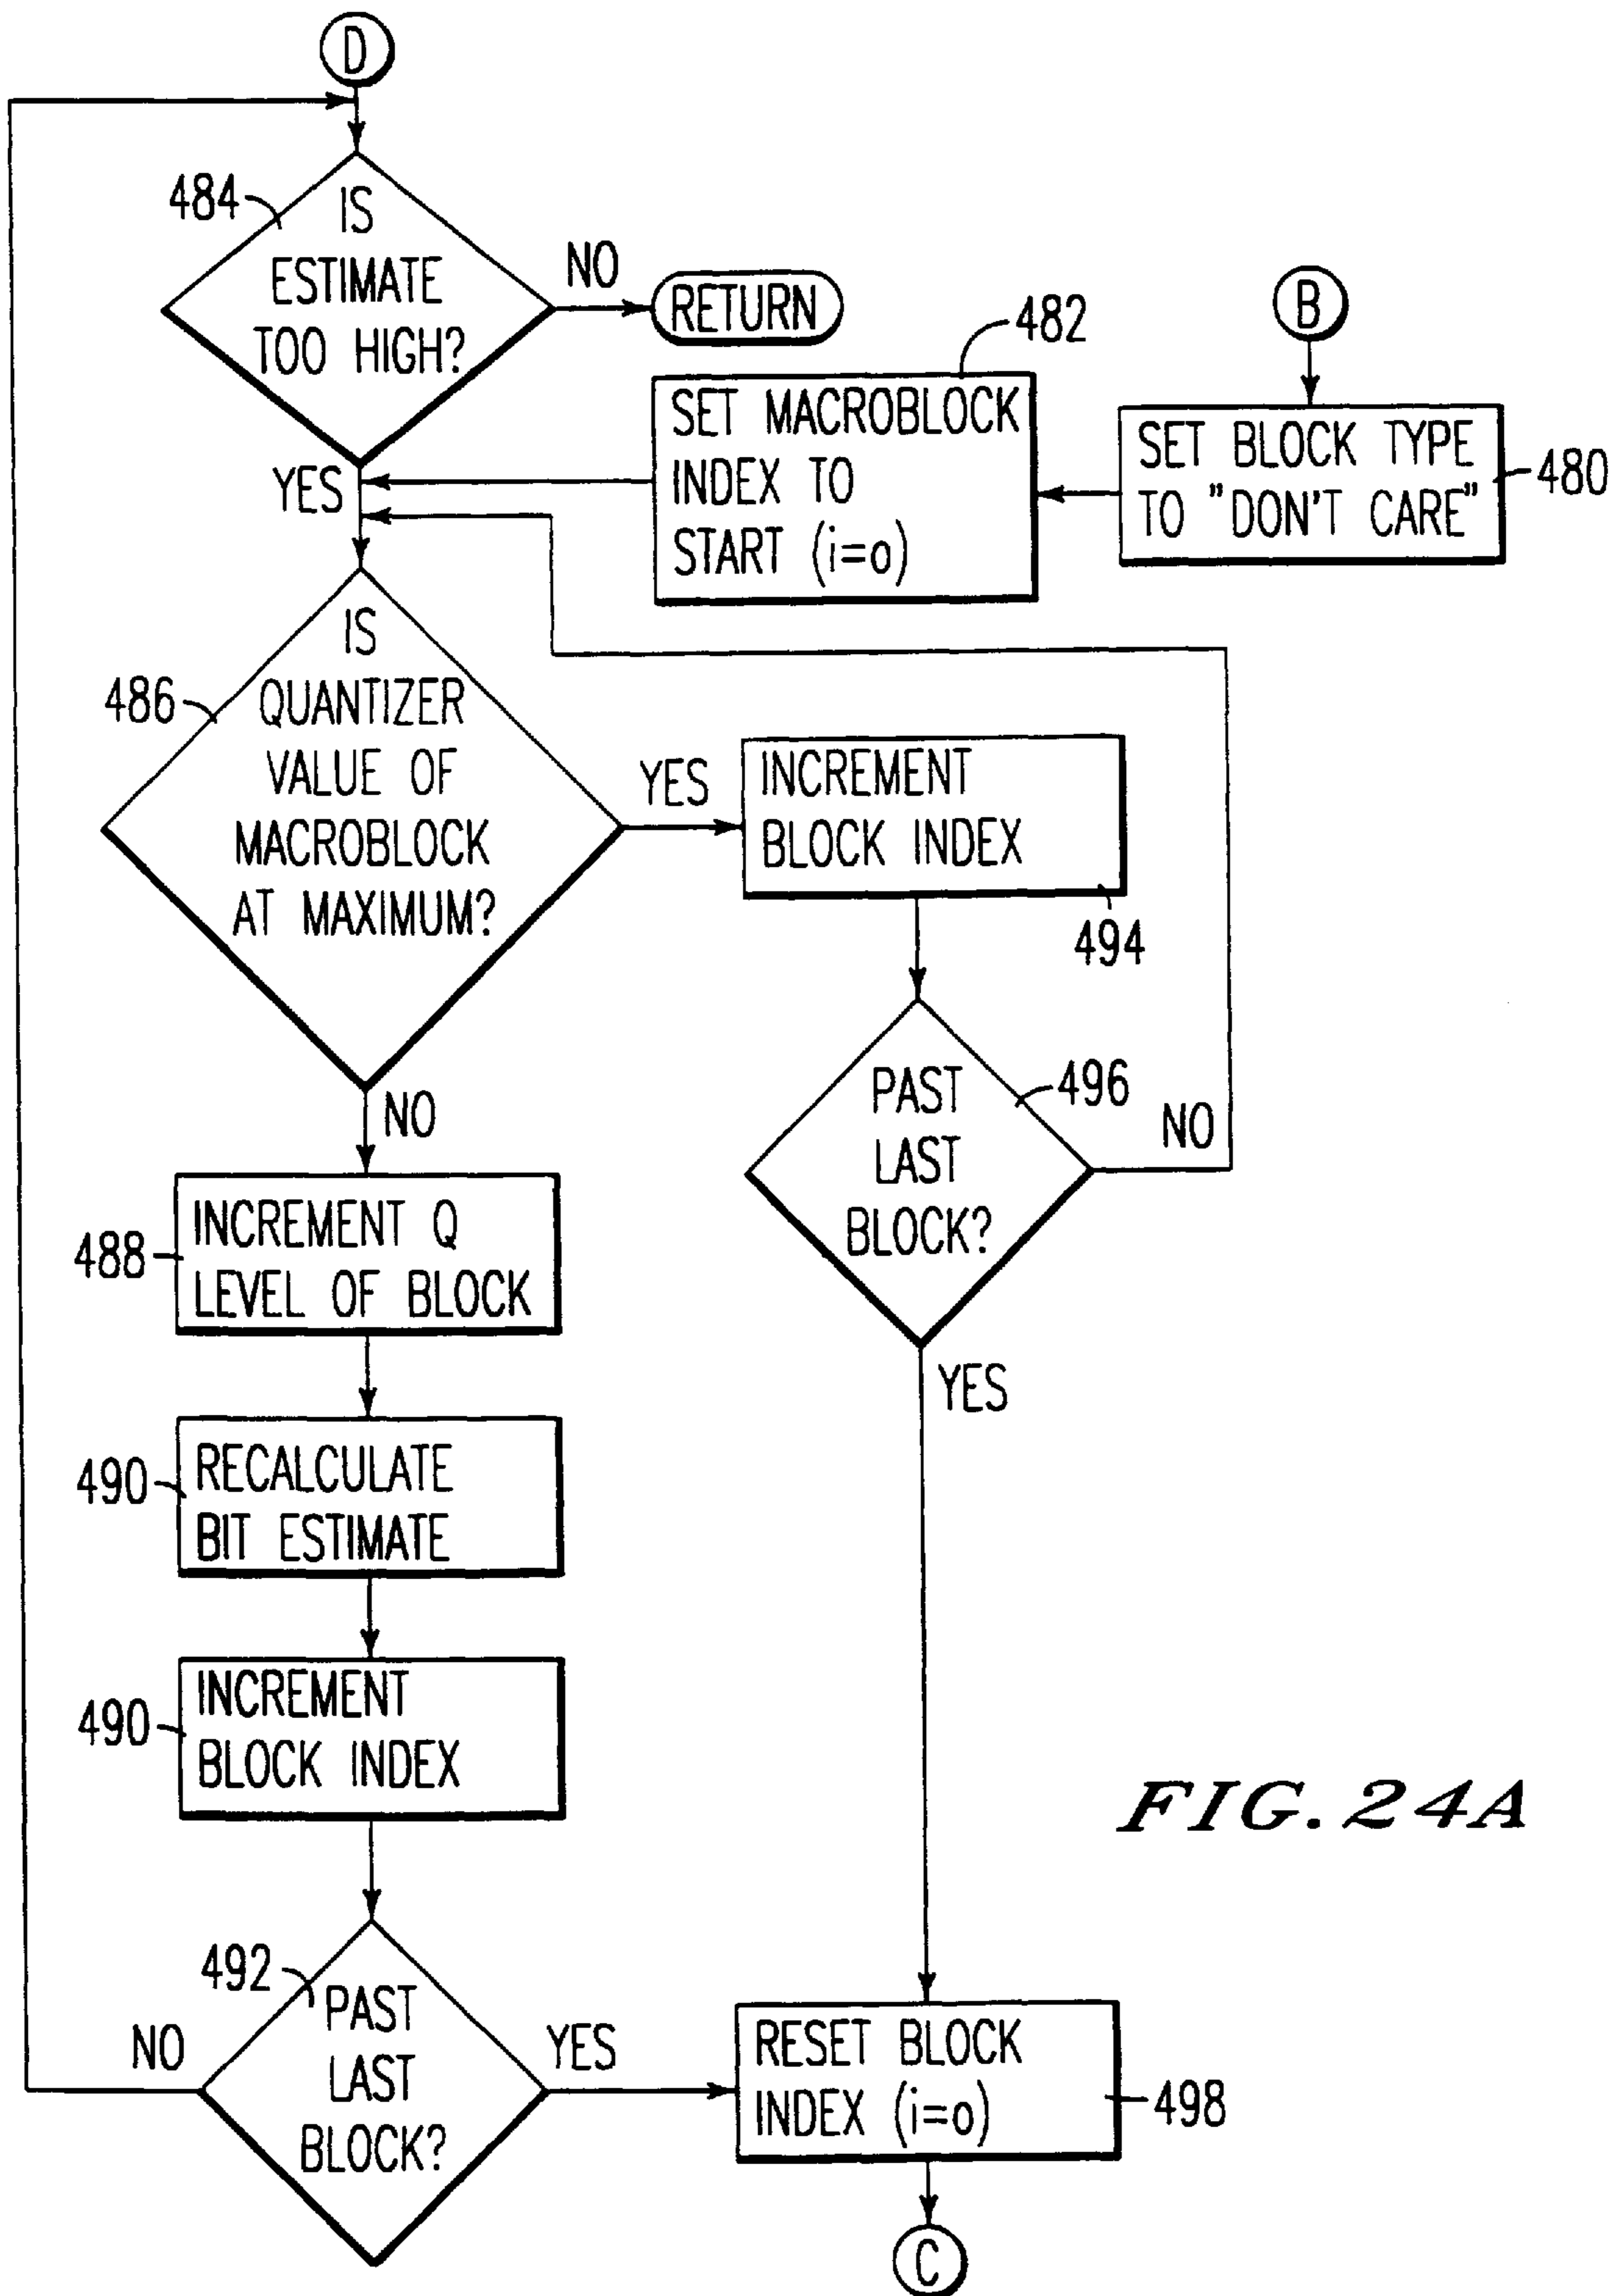 D
484
IS
ESTIMATE
TOO HIGH?
NO
RETURN
YES
B
482
SET MACROBLOCK
INDEX TO
START (i=o)
SET BLOCK TYPE
TO "DON'T CARE"
480
486
IS
QUANTIZER
VALUE OF
MACROBLOCK
AT MAXIMUM?
YES
INCREMENT
BLOCK INDEX
494
NO
PAST
LAST
BLOCK?
496
NO
YES
488
INCREMENT Q
LEVEL OF BLOCK
490
RECALCULATE
BIT ESTIMATE
490
INCREMENT
BLOCK INDEX
FIG. 24A
492
PAST
LAST
BLOCK?
NO
YES
RESET BLOCK
INDEX (i=o)
498
C